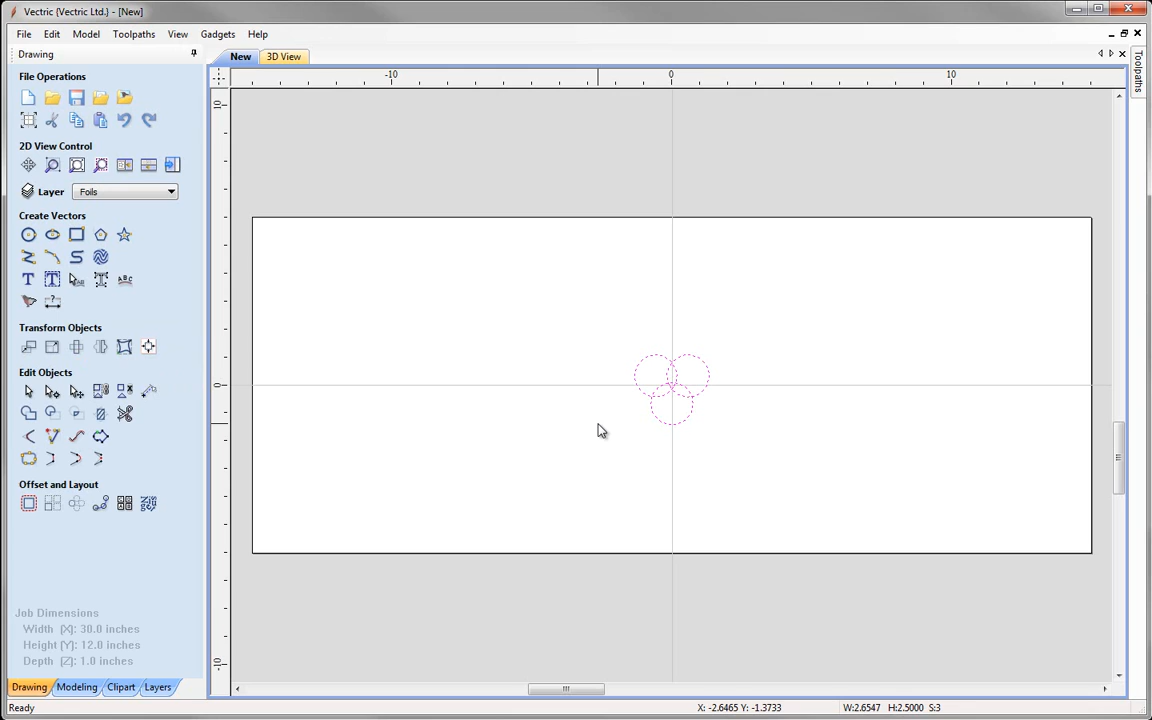 Vectric {Vectric Ltd.} - [New]
File Edit Model Toolpaths View Gadgets Help
Drawing
New 3D View
Toolpaths
File Operations
-10 0 10
10
2D View Control
Layer Foils
Create Vectors
Transform Objects
Edit Objects
0
Offset and Layout
Job Dimensions
Width (X): 30.0 inches
Height (Y): 12.0 inches
Depth (Z): 1.0 inches
-10
Drawing Modeling Clipart Layers
Ready X: -2.6465 Y: -1.3733 W:2.6547 H:2.5000 S:3